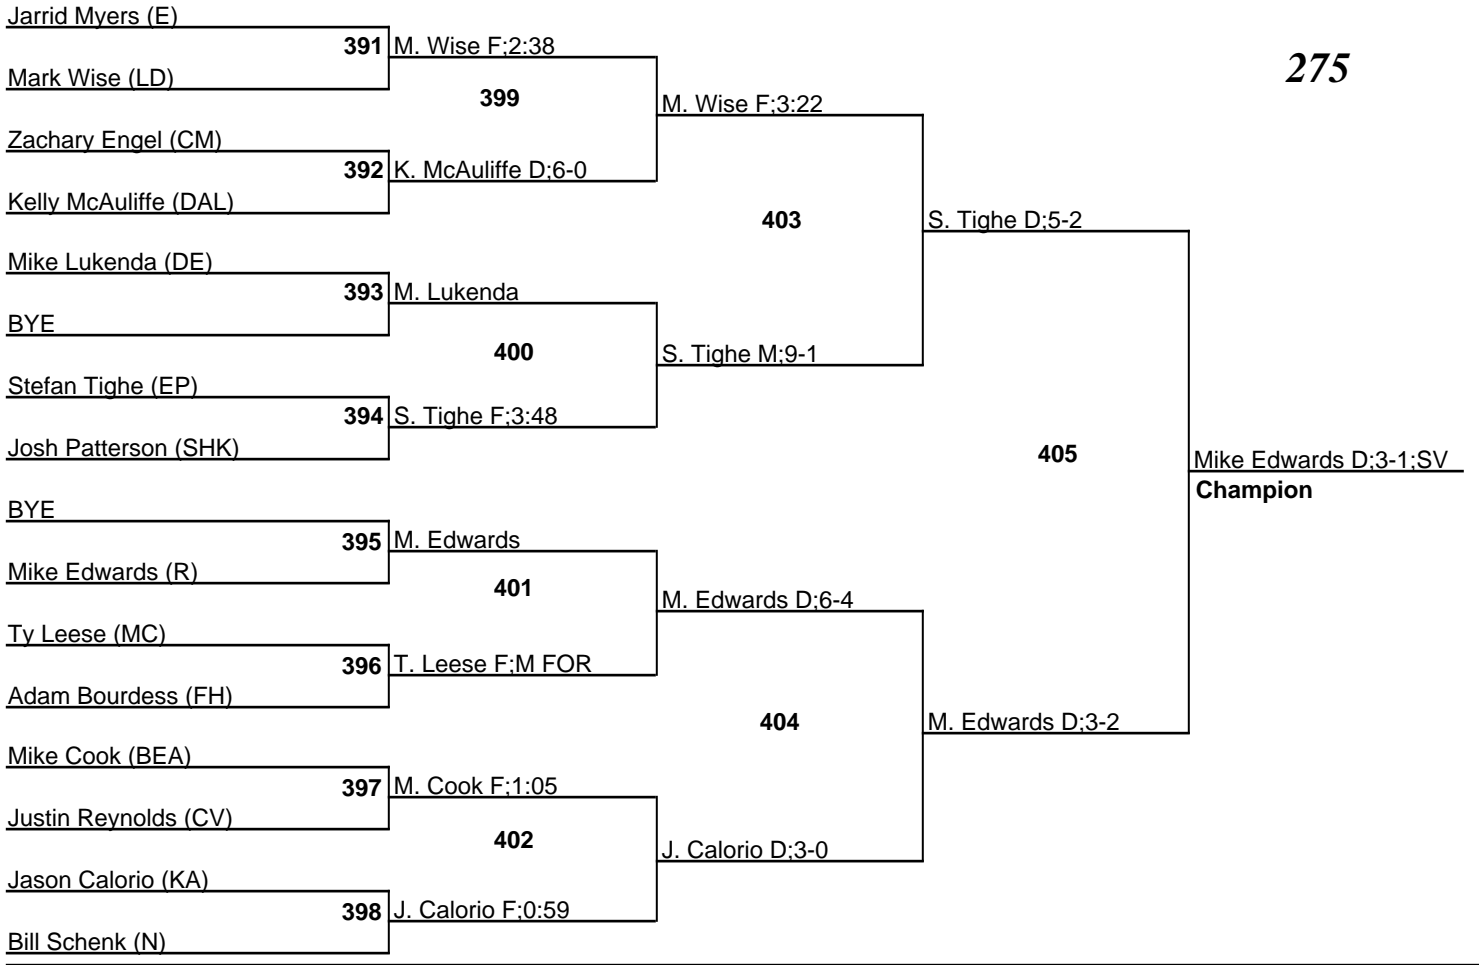 Jarrid Myers (E)
391 M. Wise F;2:38
275
Mark Wise (LD)
399
M. Wise F;3:22
Zachary Engel (CM)
392 K. McAuliffe D;6-0
Kelly McAuliffe (DAL)
403
S. Tighe D;5-2
Mike Lukenda (DE)
393 M. Lukenda
BYE
400
S. Tighe M;9-1
Stefan Tighe (EP)
394 S. Tighe F;3:48
Josh Patterson (SHK)
405
Mike Edwards D;3-1;SV
Champion
BYE
395 M. Edwards
Mike Edwards (R)
401
M. Edwards D;6-4
Ty Leese (MC)
396 T. Leese F;M FOR
Adam Bourdess (FH)
404
M. Edwards D;3-2
Mike Cook (BEA)
397 M. Cook F;1:05
Justin Reynolds (CV)
402
J. Calorio D;3-0
Jason Calorio (KA)
398 J. Calorio F;0:59
Bill Schenk (N)